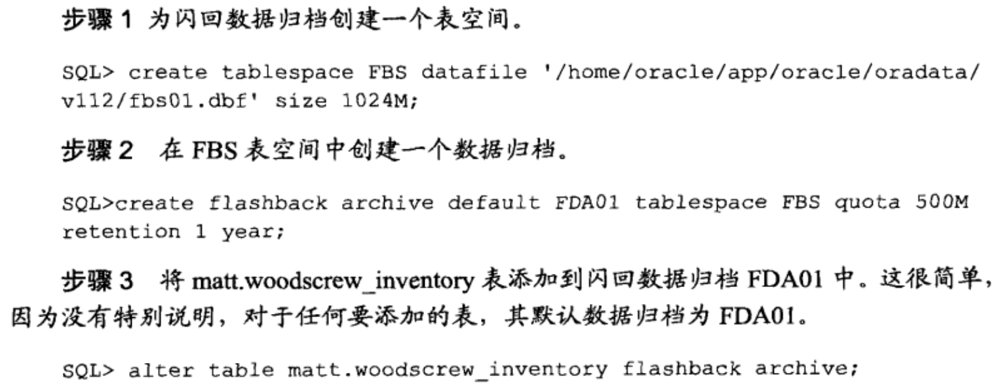 步骤 1 为闪回数据归档创建一个表空间。
SQL> create tablespace FBS datafile '/home/oracle/app/oracle/oradata/
v112/fbs01.dbf' size 1024M;
步骤 2 在 FBS 表空间中创建一个数据归档。
SQL>create flashback archive default FDA01 tablespace FBS quota 500M
retention 1 year;
步骤 3 将 matt.woodscrew_inventory 表添加到闪回数据归档 FDA01 中。这很简单，
因为没有特别说明，对于任何要添加的表，其默认数据归档为 FDA01。
SQL> alter table matt.woodscrew_inventory flashback archive;